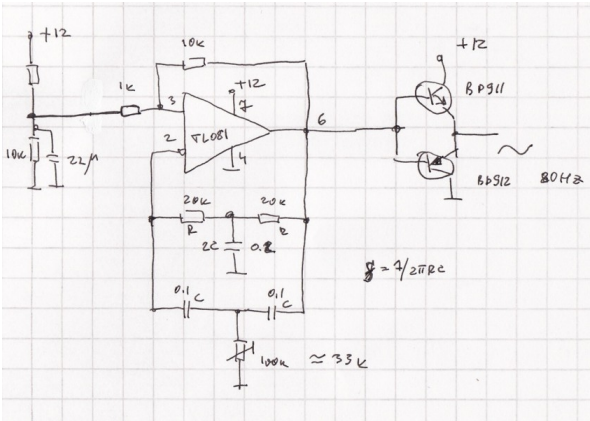 +12
10K
+12
1K
3
+12
7
6
BD911
TL081
2
4
10K
22µ
BD912
80Hz
20K
20K
R
R
2C
0.2
f = 1/2πRC
0.1
C
0.1
C
100K ≈ 33K